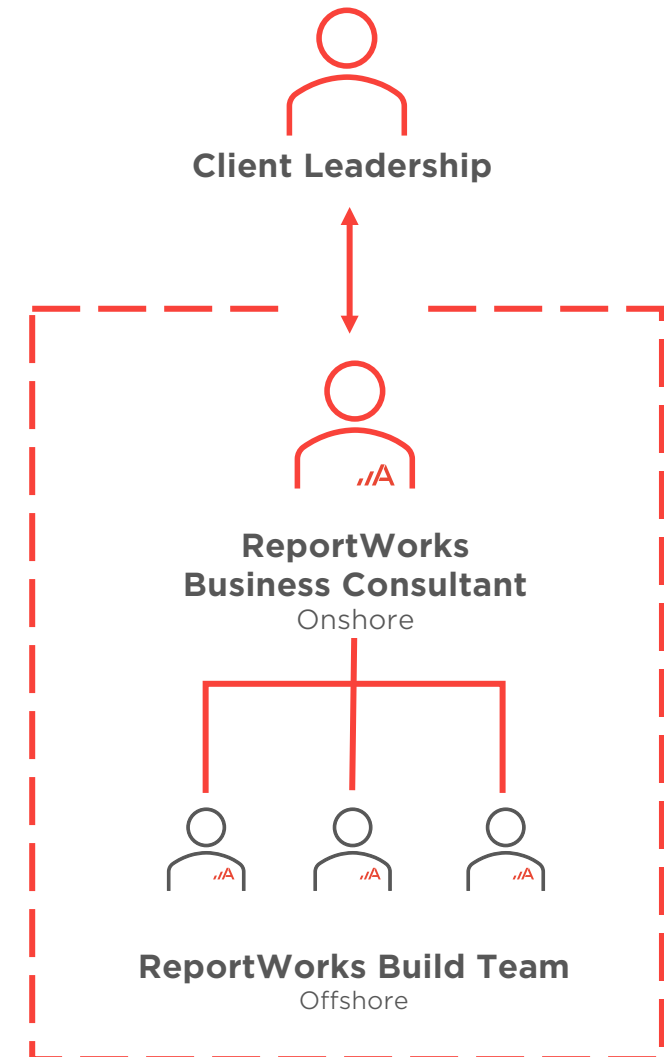 Client Leadership
ReportWorks
Business Consultant
Onshore
ReportWorks Build Team
Offshore